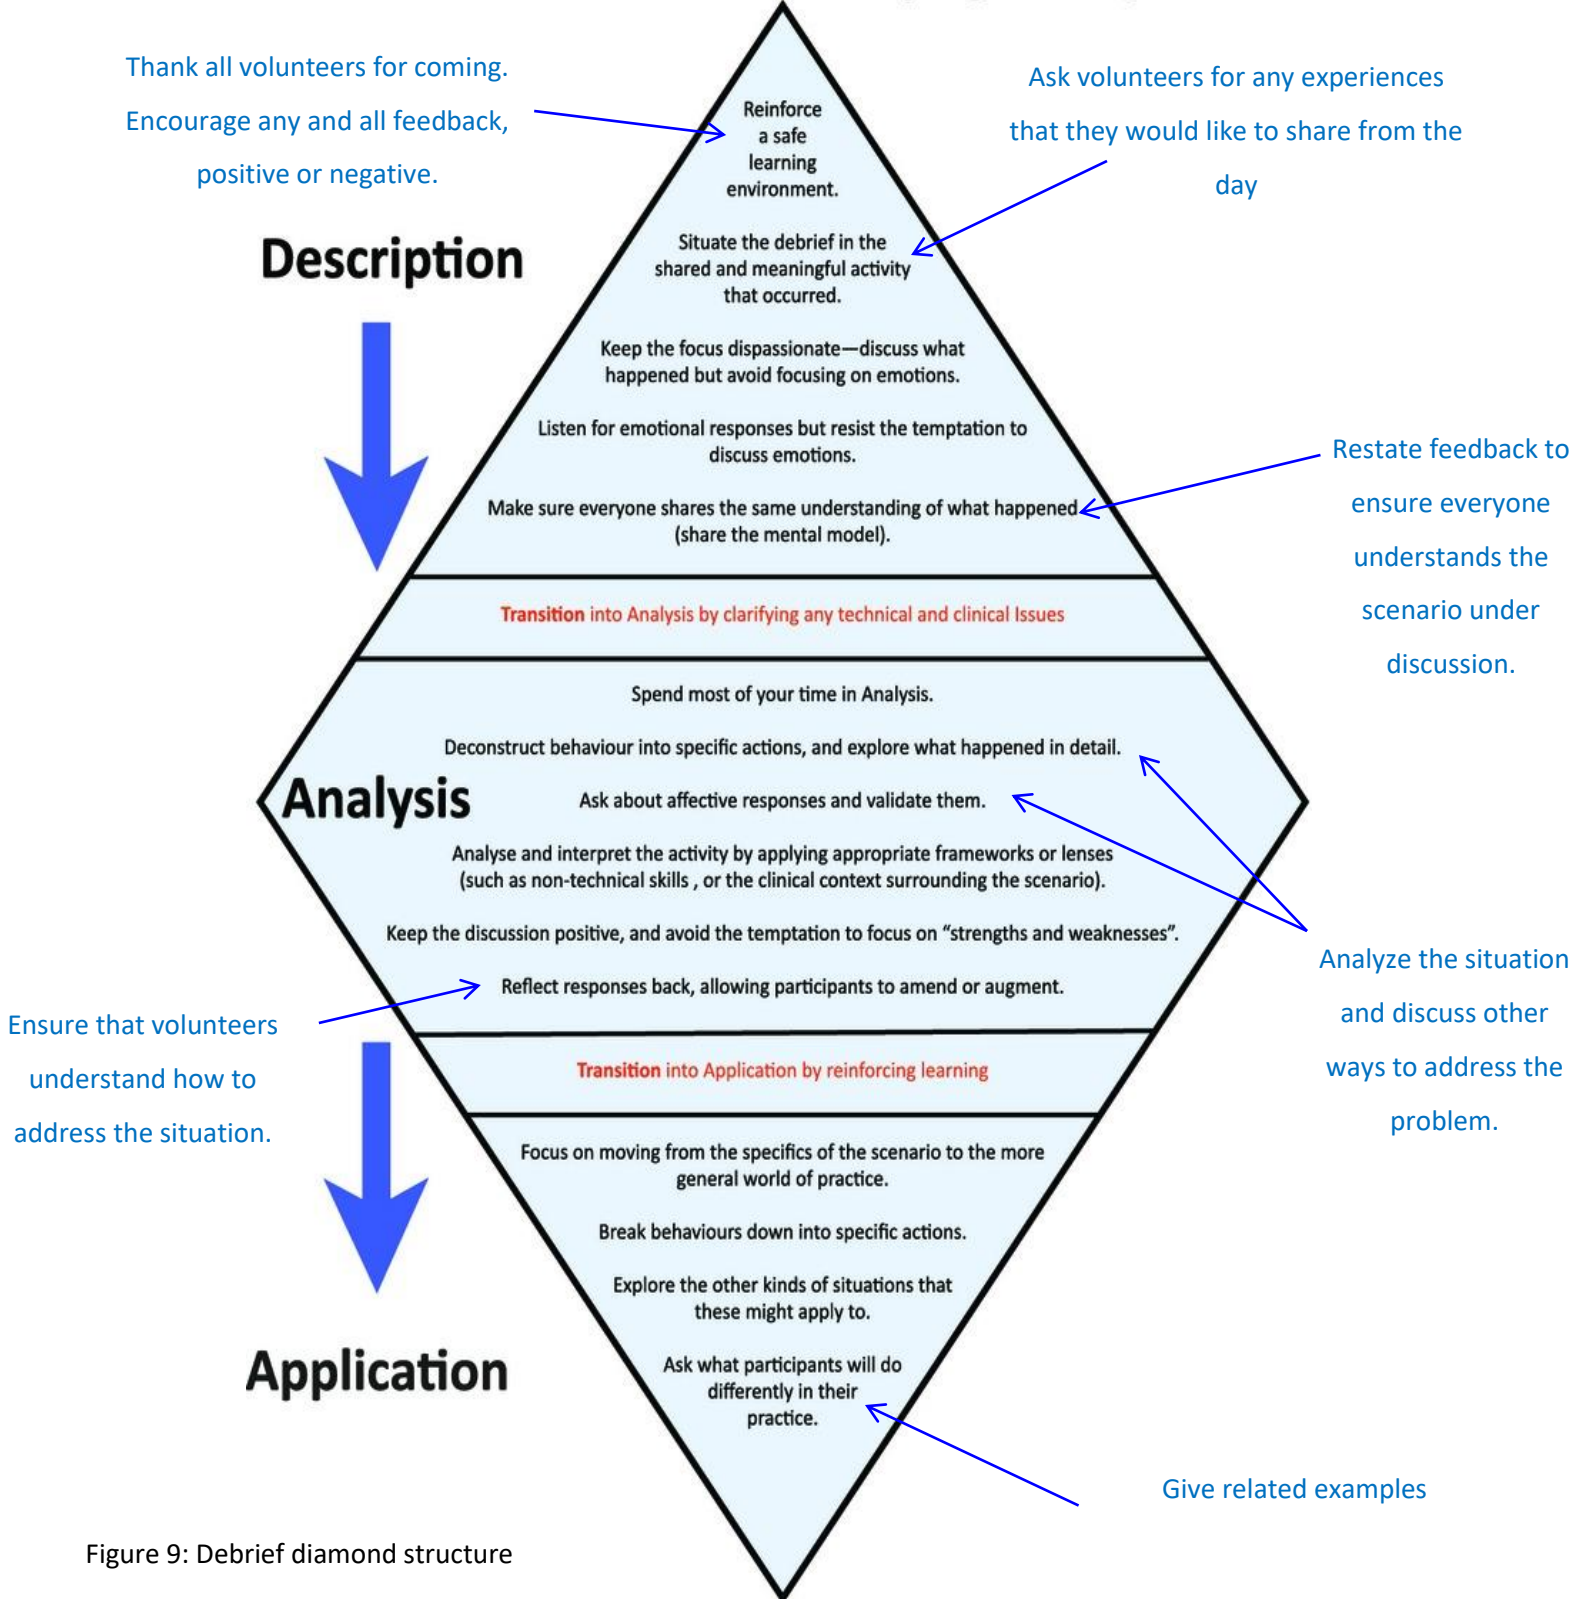 Thank all volunteers for coming.
Encourage any and all feedback,
positive or negative.
Ask volunteers for any experiences
that they would like to share from the
day
Reinforce
a safe
learning
environment.
Description
Situate the debrief in the
shared and meaningful activity
that occurred.
Keep the focus dispassionate—discuss what
happened but avoid focusing on emotions.
Listen for emotional responses but resist the temptation to
discuss emotions.
Make sure everyone shares the same understanding of what happened
(share the mental model).
Restate feedback to
ensure everyone
understands the
scenario under
discussion.
Transition into Analysis by clarifying any technical and clinical Issues
Spend most of your time in Analysis.
Deconstruct behaviour into specific actions, and explore what happened in detail.
Analysis
Ask about affective responses and validate them.
Analyse and interpret the activity by applying appropriate frameworks or lenses
(such as non-technical skills , or the clinical context surrounding the scenario).
Keep the discussion positive, and avoid the temptation to focus on “strengths and weaknesses”.
Reflect responses back, allowing participants to amend or augment.
Analyze the situation
and discuss other
ways to address the
problem.
Ensure that volunteers
understand how to
address the situation.
Transition into Application by reinforcing learning
Focus on moving from the specifics of the scenario to the more
general world of practice.
Break behaviours down into specific actions.
Explore the other kinds of situations that
these might apply to.
Application
Ask what participants will do
differently in their
practice.
Give related examples
Figure 9: Debrief diamond structure